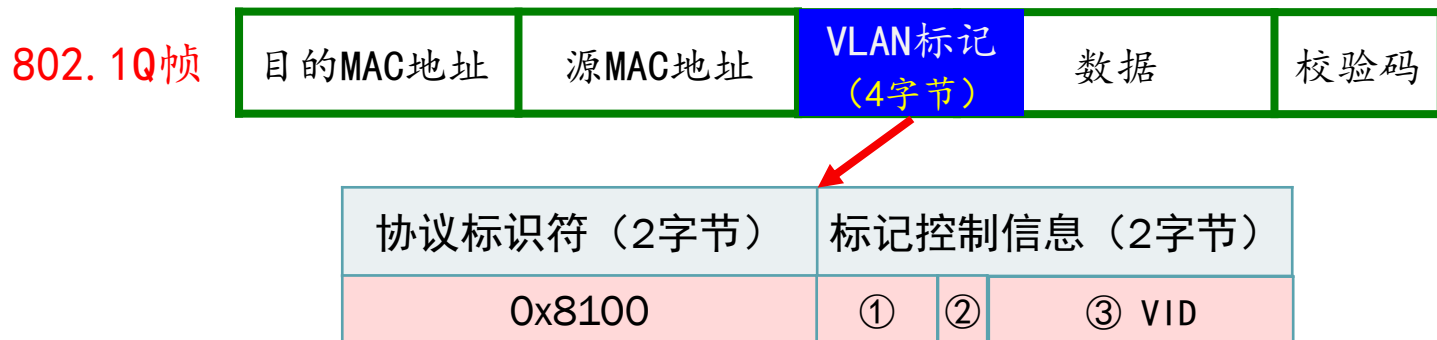 802.1Q帧 目的MAC地址 源MAC地址 VLAN标记 数据 校验码
（4字节）
协议标识符（2字节） 标记控制信息（2字节）
0x8100 ① ② ③ VID